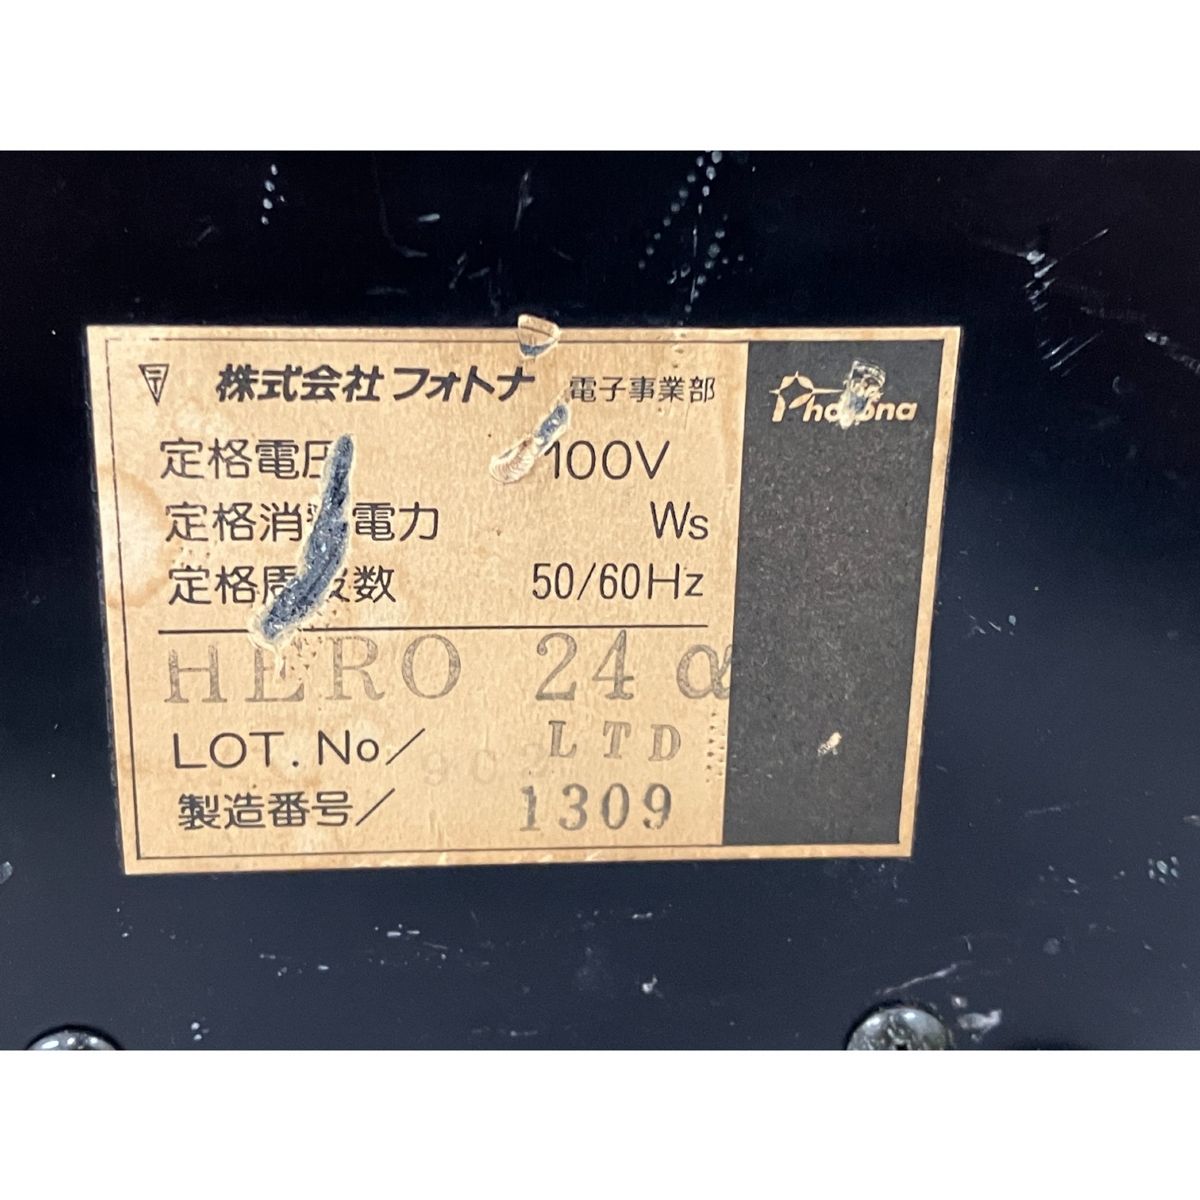 株式会社フォトナ 電子事業部 Photona
定格電圧 100V
定格消費電力 Ws
定格周波数 50/60Hz
HERO 24α
LTD
LOT. No/
製造番号/ 1309